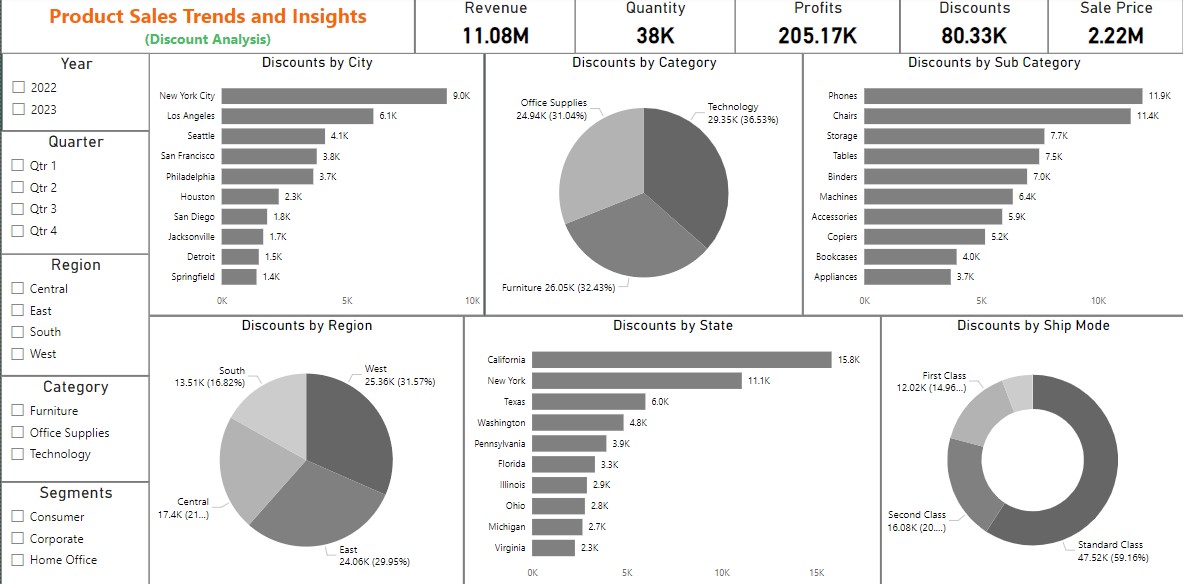 Product Sales Trends and Insights
(Discount Analysis)
Revenue
11.08M
Quantity
38K
Profits
205.17K
Discounts
80.33K
Sale Price
2.22M
Year
2022
2023
Quarter
Qtr 1
Qtr 2
Qtr 3
Qtr 4
Region
Central
East
South
West
Category
Furniture
Office Supplies
Technology
Segments
Consumer
Corporate
Home Office
Discounts by City
New York City 9.0K
Los Angeles 6.1K
Seattle 4.1K
San Francisco 3.8K
Philadelphia 3.7K
Houston 2.3K
San Diego 1.8K
Jacksonville 1.7K
Detroit 1.5K
Springfield 1.4K
0K 5K 10K
Discounts by Category
Office Supplies
24.94K (31.04%)
Technology
29.35K (36.53%)
Furniture 26.05K (32.43%)
Discounts by Sub Category
Phones 11.9K
Chairs 11.4K
Storage 7.7K
Tables 7.5K
Binders 7.0K
Machines 6.4K
Accessories 5.9K
Copiers 5.2K
Bookcases 4.0K
Appliances 3.7K
0K 5K 10K
Discounts by Region
South
13.51K (16.82%)
West
25.36K (31.57%)
Central
17.4K (21...)
East
24.06K (29.95%)
Discounts by State
California 15.8K
New York 11.1K
Texas 6.0K
Washington 4.8K
Pennsylvania 3.9K
Florida 3.3K
Illinois 2.9K
Ohio 2.8K
Michigan 2.7K
Virginia 2.3K
0K 5K 10K 15K
Discounts by Ship Mode
First Class
12.02K (14.96...)
Second Class
16.08K (20....)
Standard Class
47.52K (59.16%)